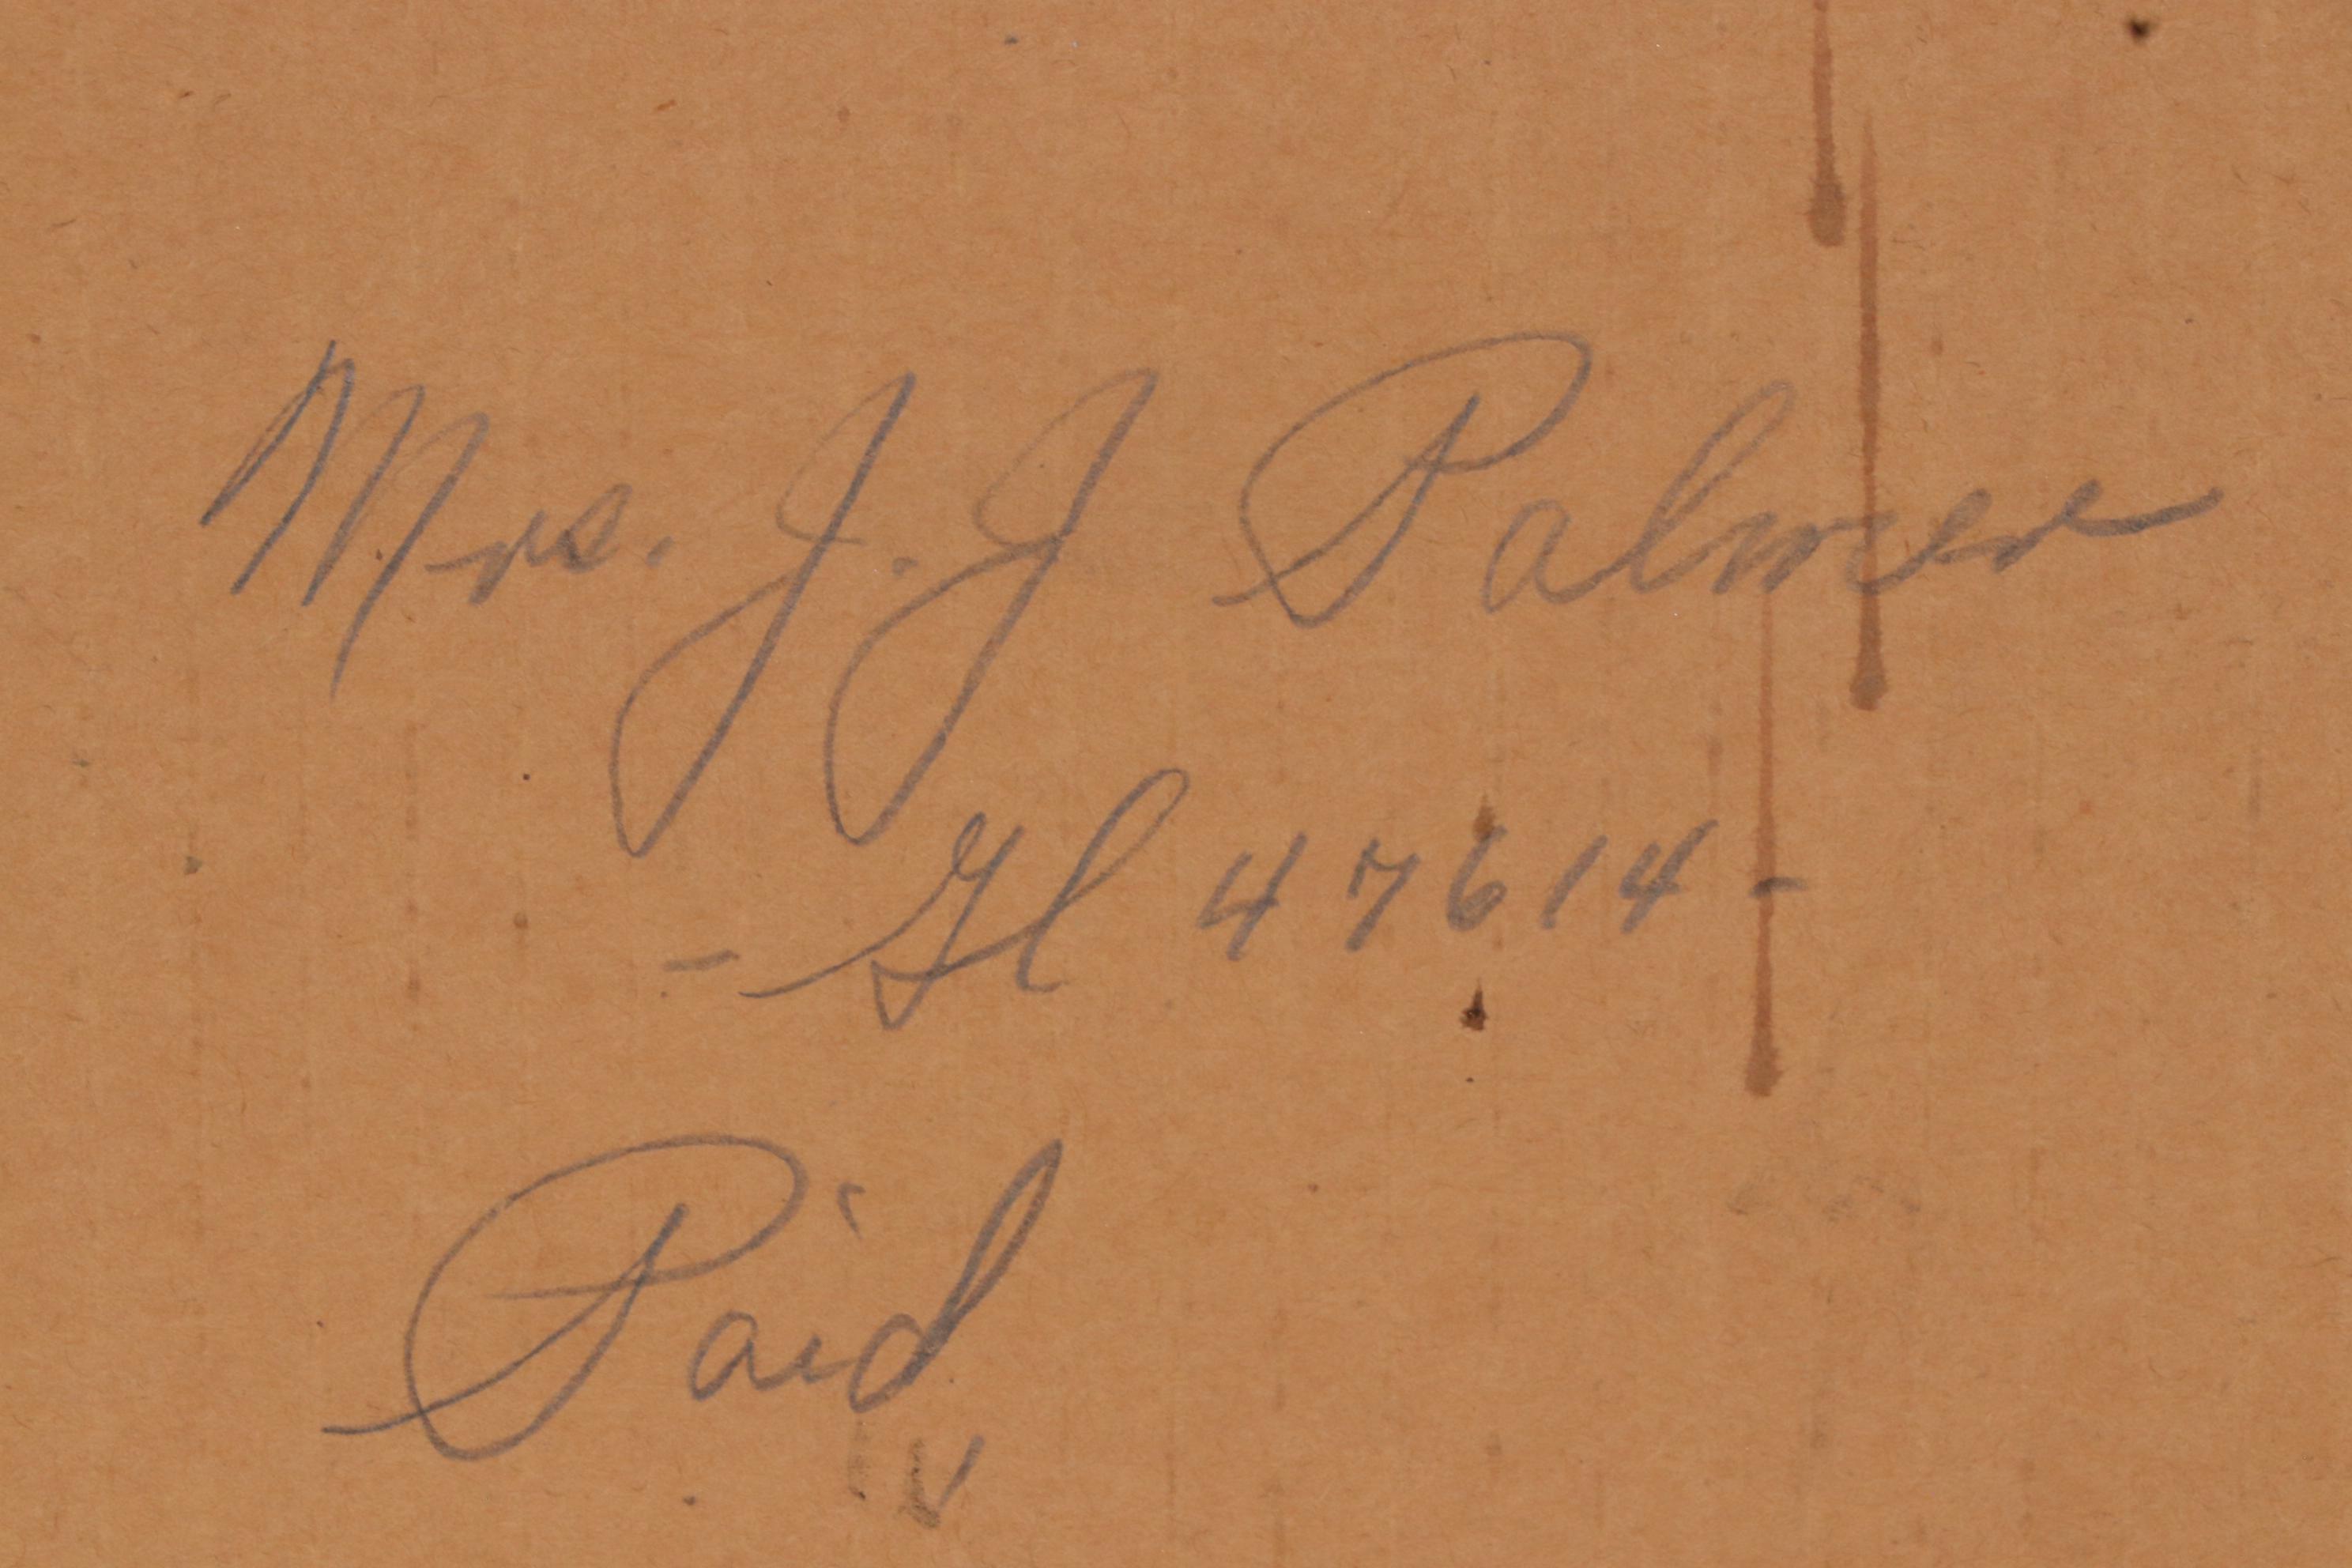 Mrs. J. J Palmer
- Gl 47614 -
Paid